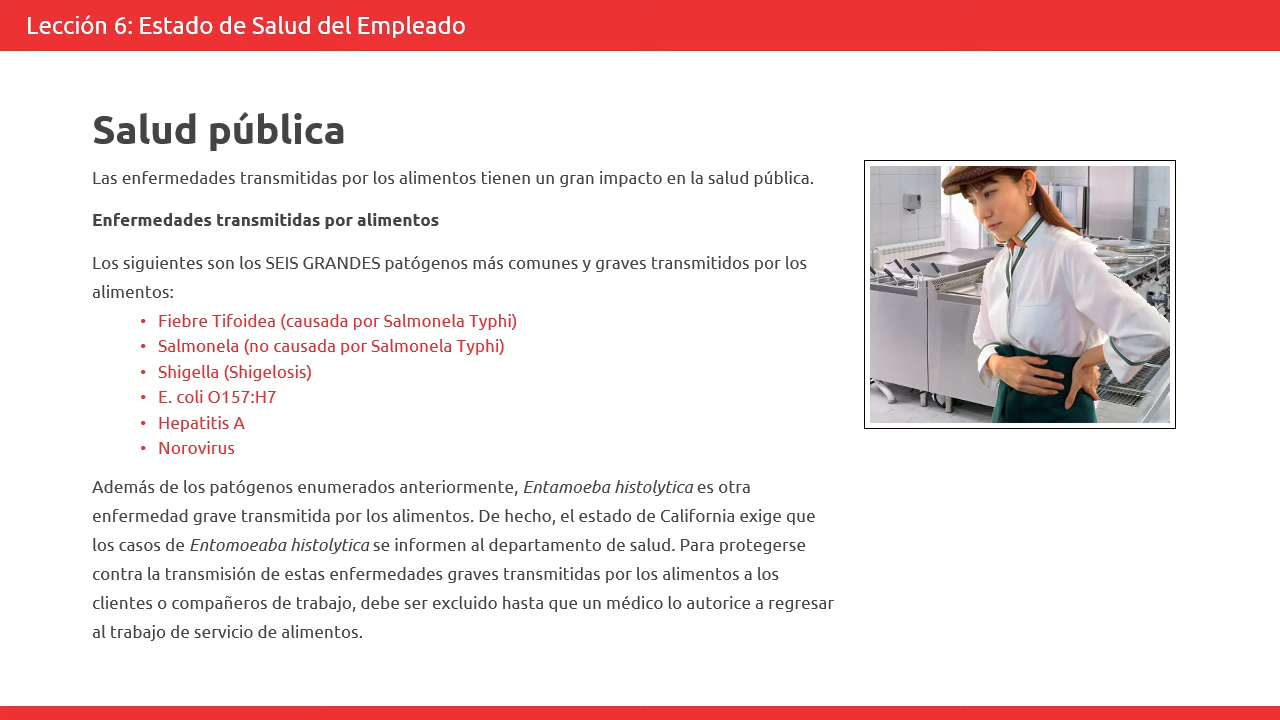 Lección 6: Estado de Salud del Empleado
Salud pública
Las enfermedades transmitidas por los alimentos tienen un gran impacto en la salud pública.
Enfermedades transmitidas por alimentos
Los siguientes son los SEIS GRANDES patógenos más comunes y graves transmitidos por los
alimentos:
• Fiebre Tifoidea (causada por Salmonela Typhi)
• Salmonela (no causada por Salmonela Typhi)
• Shigella (Shigelosis)
• E. coli O157:H7
• Hepatitis A
• Norovirus
Además de los patógenos enumerados anteriormente, Entamoeba histolytica es otra
enfermedad grave transmitida por los alimentos. De hecho, el estado de California exige que
los casos de Entomoeaba histolytica se informen al departamento de salud. Para protegerse
contra la transmisión de estas enfermedades graves transmitidas por los alimentos a los
clientes o compañeros de trabajo, debe ser excluido hasta que un médico lo autorice a regresar
al trabajo de servicio de alimentos.